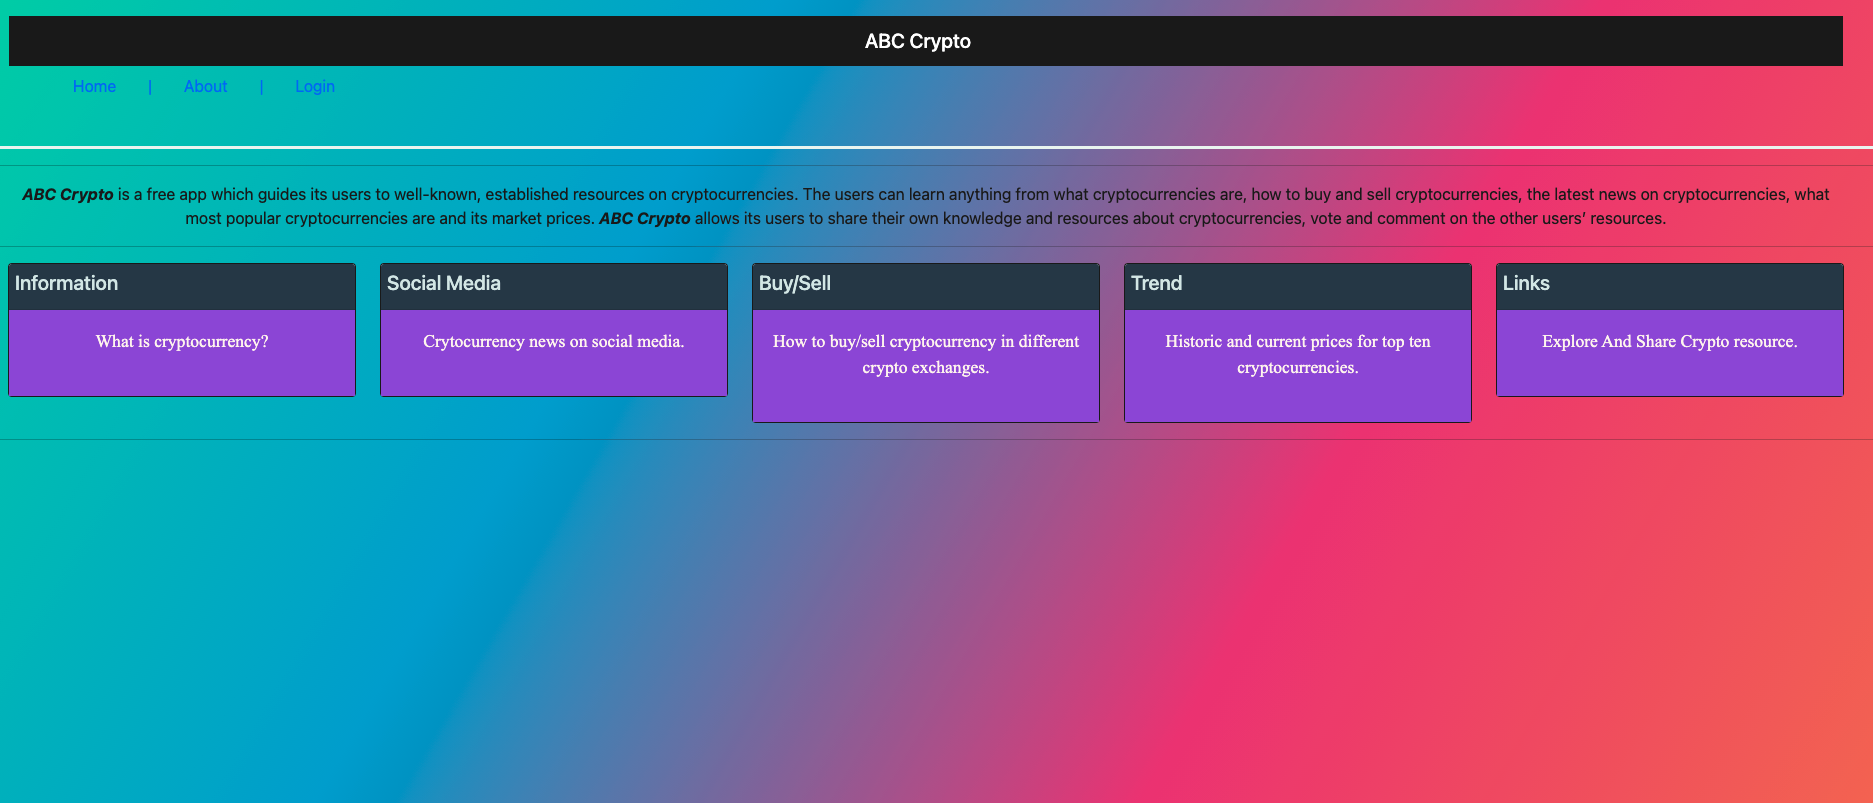 ABC Crypto
Home | About | Login
ABC Crypto is a free app which guides its users to well-known, established resources on cryptocurrencies. The users can learn anything from what cryptocurrencies are, how to buy and sell cryptocurrencies, the latest news on cryptocurrencies, what
most popular cryptocurrencies are and its market prices. ABC Crypto allows its users to share their own knowledge and resources about cryptocurrencies, vote and comment on the other users’ resources.
Information
What is cryptocurrency?
Social Media
Crytocurrency news on social media.
Buy/Sell
How to buy/sell cryptocurrency in different
crypto exchanges.
Trend
Historic and current prices for top ten
cryptocurrencies.
Links
Explore And Share Crypto resource.